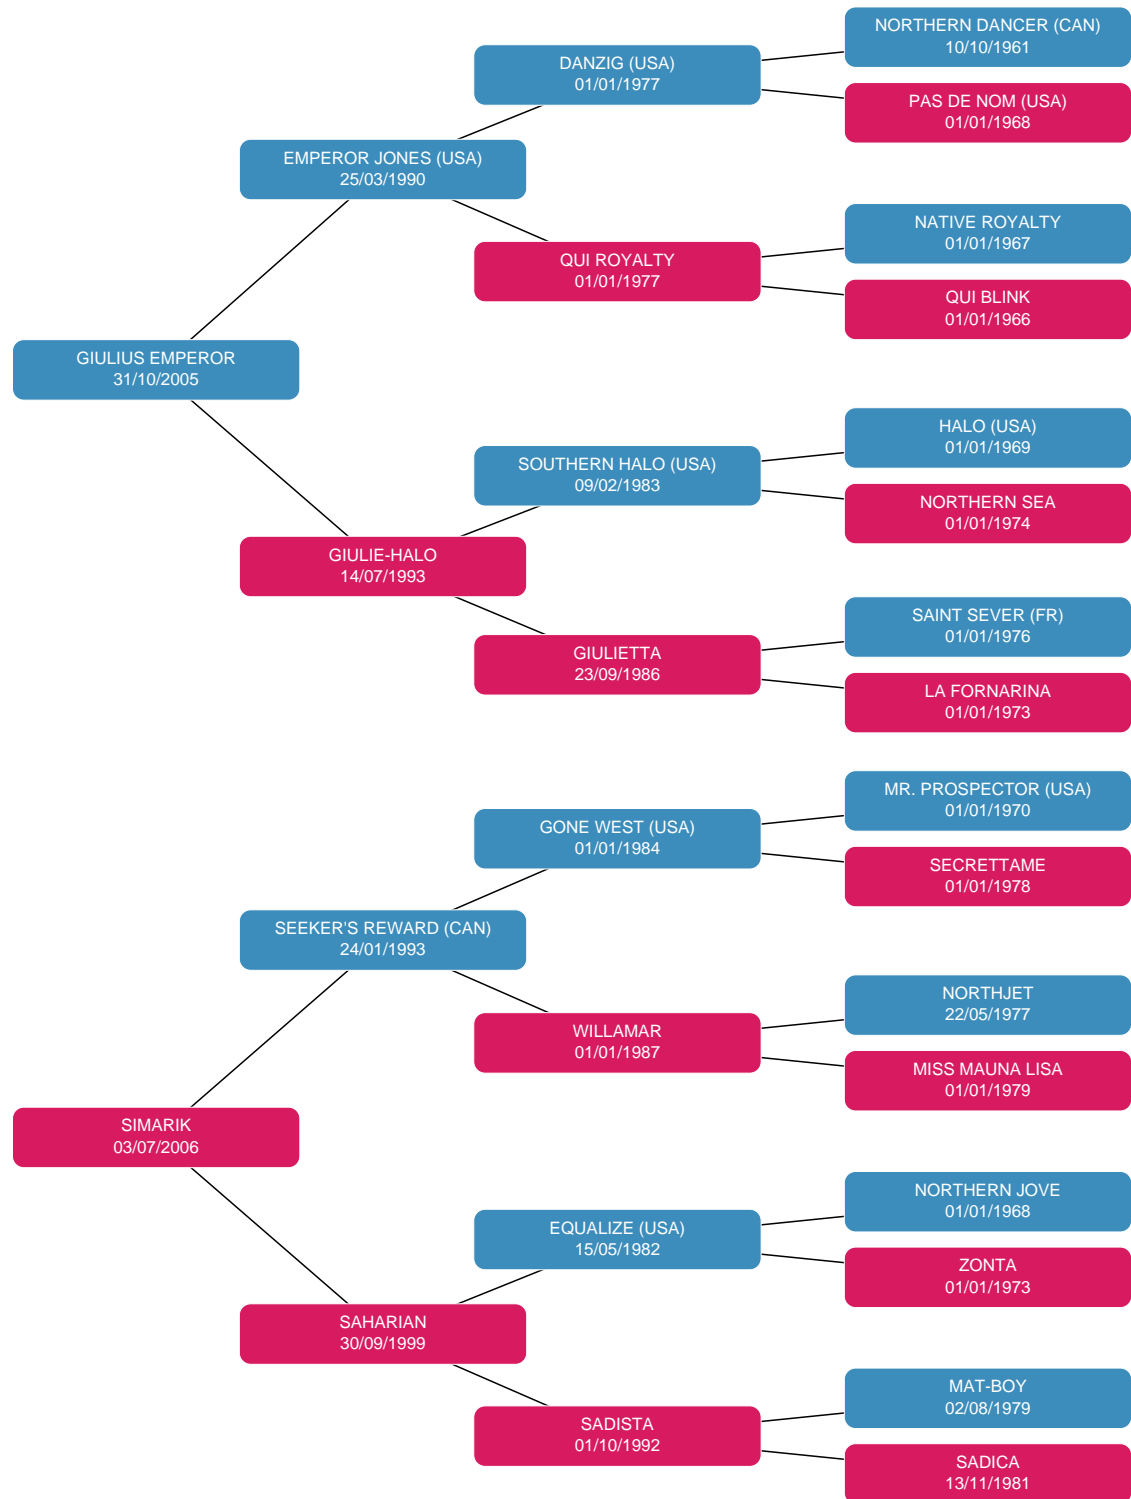 NORTHERN DANCER (CAN)
10/10/1961
DANZIG (USA)
01/01/1977
PAS DE NOM (USA)
01/01/1968
EMPEROR JONES (USA)
25/03/1990
NATIVE ROYALTY
01/01/1967
QUI ROYALTY
01/01/1977
QUI BLINK
01/01/1966
GIULIUS EMPEROR
31/10/2005
HALO (USA)
01/01/1969
SOUTHERN HALO (USA)
09/02/1983
NORTHERN SEA
01/01/1974
GIULIE-HALO
14/07/1993
SAINT SEVER (FR)
01/01/1976
GIULIETTA
23/09/1986
LA FORNARINA
01/01/1973
MR. PROSPECTOR (USA)
01/01/1970
GONE WEST (USA)
01/01/1984
SECRETTAME
01/01/1978
SEEKER'S REWARD (CAN)
24/01/1993
NORTHJET
22/05/1977
WILLAMAR
01/01/1987
MISS MAUNA LISA
01/01/1979
SIMARIK
03/07/2006
NORTHERN JOVE
01/01/1968
EQUALIZE (USA)
15/05/1982
ZONTA
01/01/1973
SAHARIAN
30/09/1999
MAT-BOY
02/08/1979
SADISTA
01/10/1992
SADICA
13/11/1981